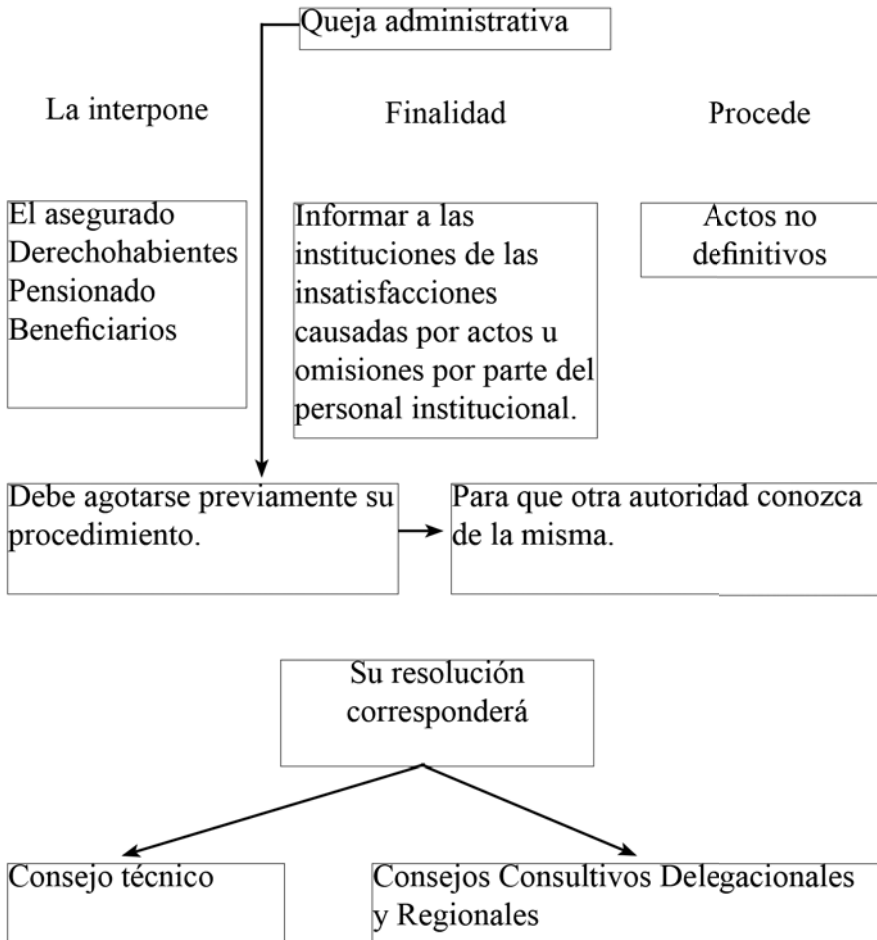 Queja administrativa
La interpone
Finalidad
Procede
El asegurado
Derechohabientes
Pensionado
Beneficiarios
Informar a las
instituciones de las
insatisfacciones
causadas por actos u
omisiones por parte del
personal institucional.
Actos no
definitivos
Debe agotarse previamente su
procedimiento.
Para que otra autoridad conozca
de la misma.
Su resolución
corresponderá
Consejo técnico
Consejos Consultivos Delegacionales
y Regionales